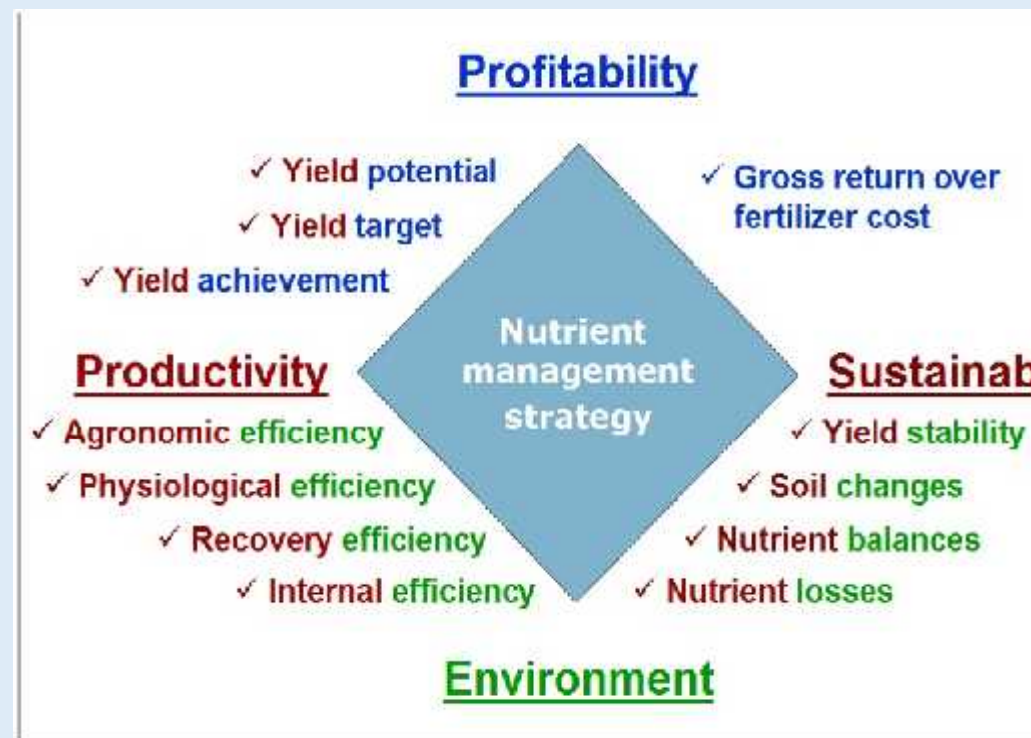 Profitability
✓ Yield potential
✓ Yield target
✓ Yield achievement
✓ Gross return over
fertilizer cost
Nutrient
management
strategy
Productivity
✓ Agronomic efficiency
✓ Physiological efficiency
✓ Recovery efficiency
✓ Internal efficiency
Sustainab
✓ Yield stability
✓ Soil changes
✓ Nutrient balances
✓ Nutrient losses
Environment